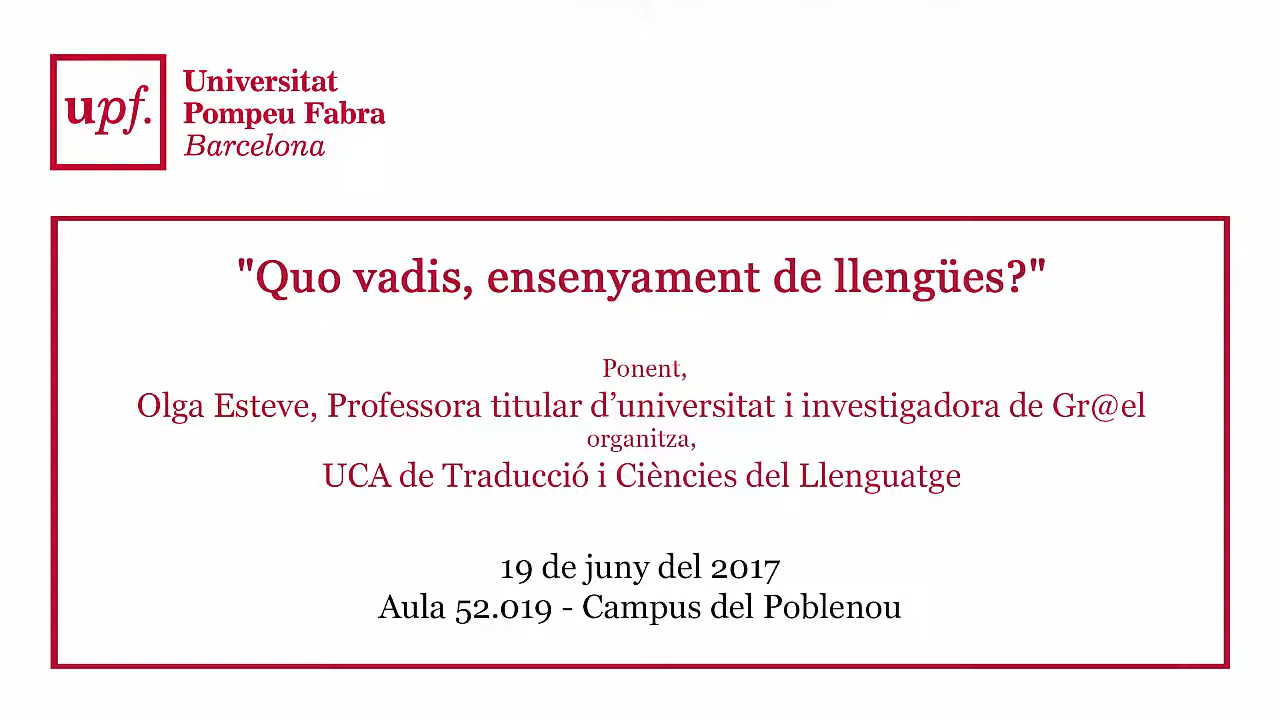 upf.
Universitat
Pompeu Fabra
Barcelona
"Quo vadis, ensenyament de llengües?"
Ponent,
Olga Esteve, Professora titular d’universitat i investigadora de Gr@el
organitza,
UCA de Traducció i Ciències del Llenguatge
19 de juny del 2017
Aula 52.019 - Campus del Poblenou